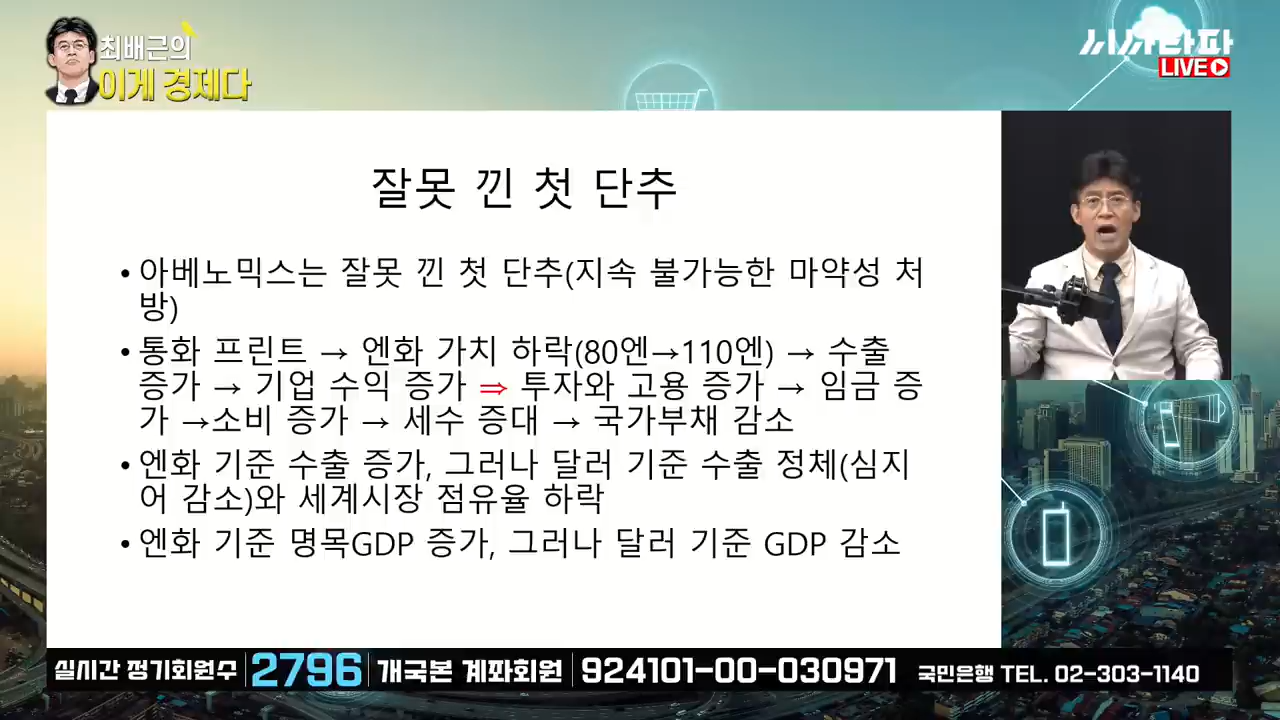 최배근의
이게 경제다
시사타파
LIVE
잘못 낀 첫 단추
• 아베노믹스는 잘못 낀 첫 단추(지속 불가능한 마약성 처
방)
• 통화 프린트 → 엔화 가치 하락(80엔→110엔) → 수출
증가 → 기업 수익 증가 ⇒ 투자와 고용 증가 → 임금 증
가 →소비 증가 → 세수 증대 → 국가부채 감소
• 엔화 기준 수출 증가, 그러나 달러 기준 수출 정체(심지
어 감소)와 세계시장 점유율 하락
• 엔화 기준 명목GDP 증가, 그러나 달러 기준 GDP 감소
실시간 정기회원수 2796 개국본 계좌회원 924101-00-030971 국민은행 TEL. 02-303-1140